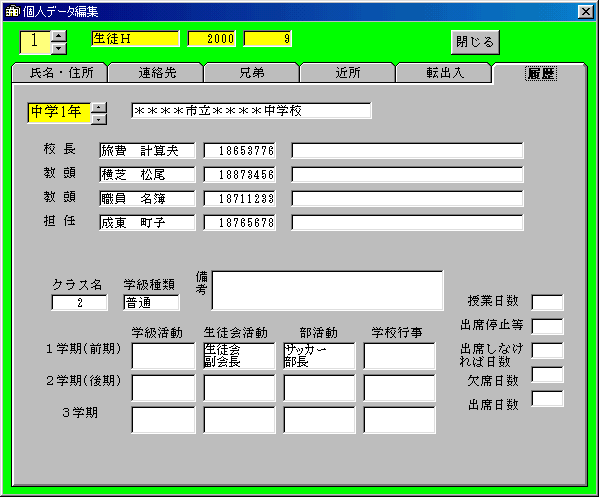 個人データ編集
1 生徒H 2000 9 閉じる
氏名・住所 連絡先 兄弟 近所 転出入 履歴
中学1年 ＊＊＊＊市立＊＊＊＊中学校
校長 旅費　計算夫 18653776
教頭 横芝　松尾 18873456
教頭 職員　名簿 18711233
担任 成東　町子 18765678
クラス名 学級種類 備考
2 普通
学級活動 生徒会活動 部活動 学校行事
1学期(前期) 生徒会副会長 サッカー部長
2学期(後期)
3学期
授業日数
出席停止等
出席しなけ
れば日数
欠席日数
出席日数